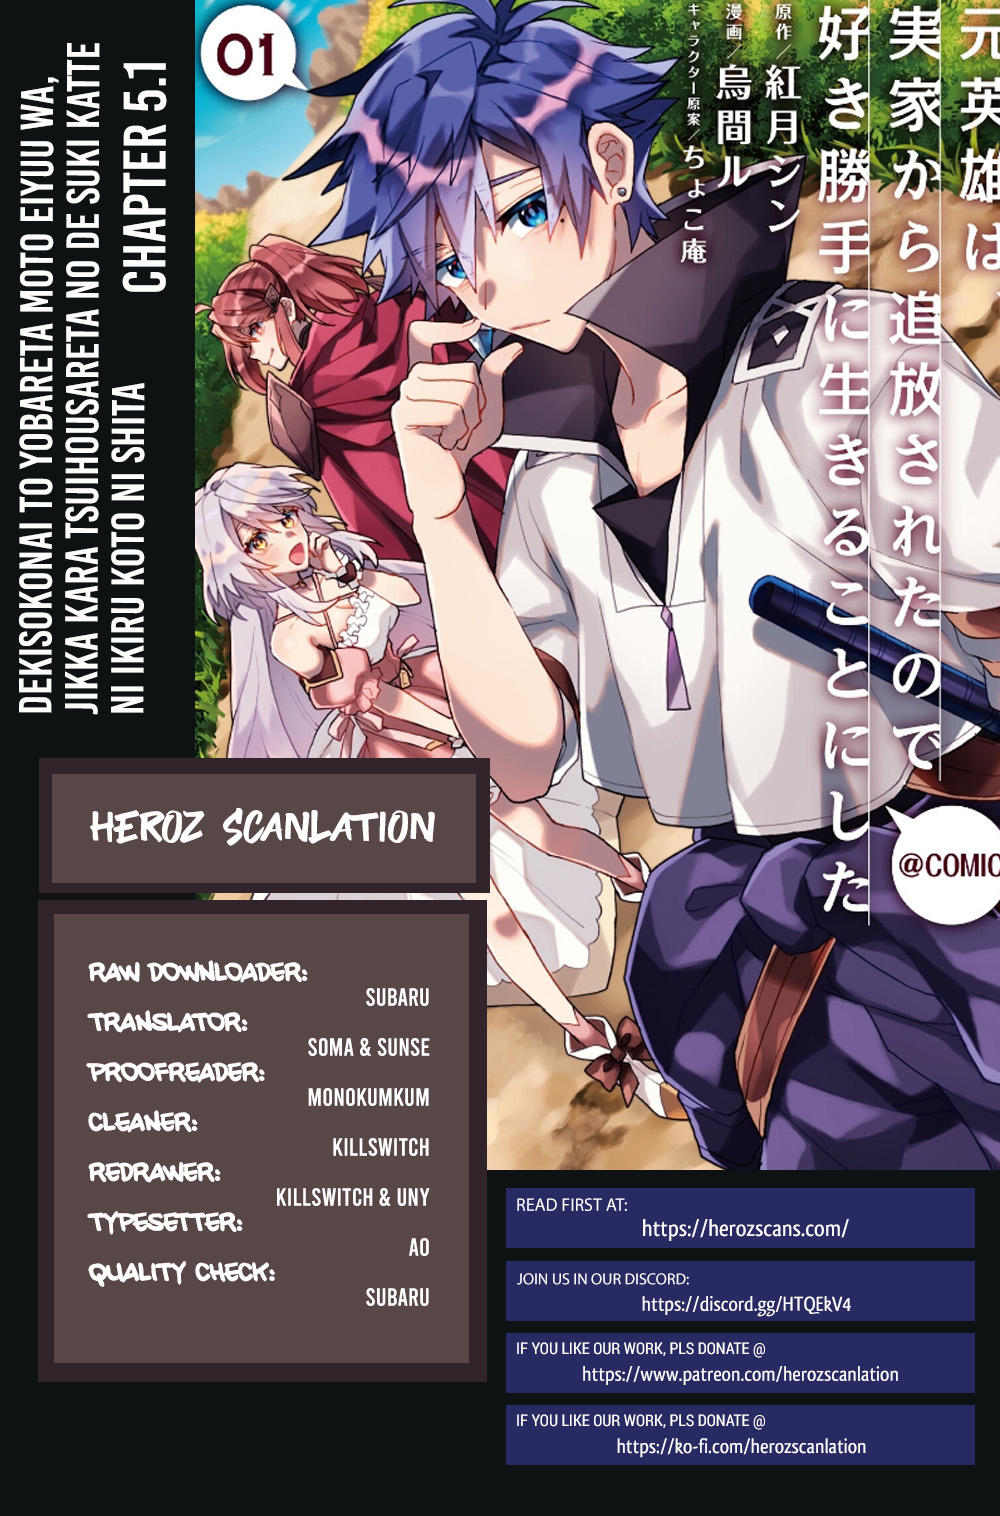 DEKISOKONAI TO YOBARETA MOTO EIYUU WA,
JIKKA KARA TSUIHOUSARETA NO DE SUKI KATTE
NI IKIRU KOTO NI SHITA
CHAPTER 5.1
01
元英雄は、
実家から追放されたので
好き勝手に生きることにした
原作/紅月シン
漫画/烏間ル
キャラクター原案/ちょこ庵
@COMIC
HEROZ SCANLATION
RAW DOWNLOADER:
SUBARU
TRANSLATOR:
SOMA & SUNSE
PROOFREADER:
MONOKUMKUM
CLEANER:
KILLSWITCH
REDRAWER:
KILLSWITCH & UNY
TYPESETTER:
AO
QUALITY CHECK:
SUBARU
READ FIRST AT:
https://herozscans.com/
JOIN US IN OUR DISCORD:
https://discord.gg/HTQEkV4
IF YOU LIKE OUR WORK, PLS DONATE @
https://www.patreon.com/herozscanlation
IF YOU LIKE OUR WORK, PLS DONATE @
https://ko-fi.com/herozscanlation